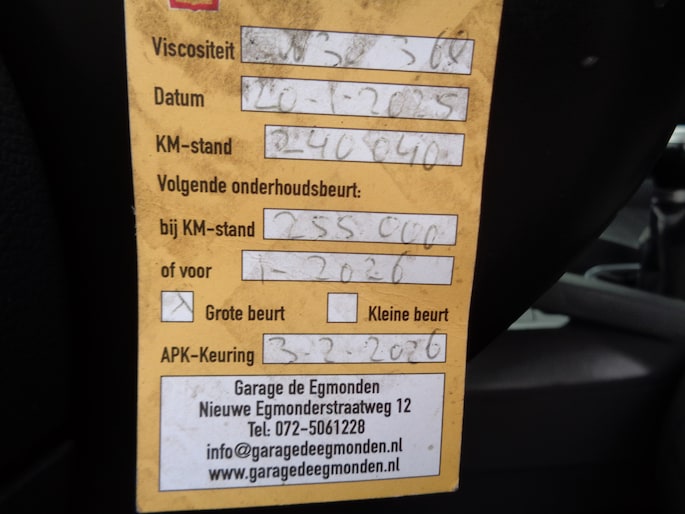 Viscositeit
Datum 20-1-2025
KM-stand 240 040
Volgende onderhoudsbeurt:
bij KM-stand 255 000
of voor 1-2026
X Grote beurt Kleine beurt
APK-Keuring 3-2-2026
Garage de Egmonden
Nieuwe Egmonderstraatweg 12
Tel: 072-5061228
info@garagedeegmonden.nl
www.garagedeegmonden.nl